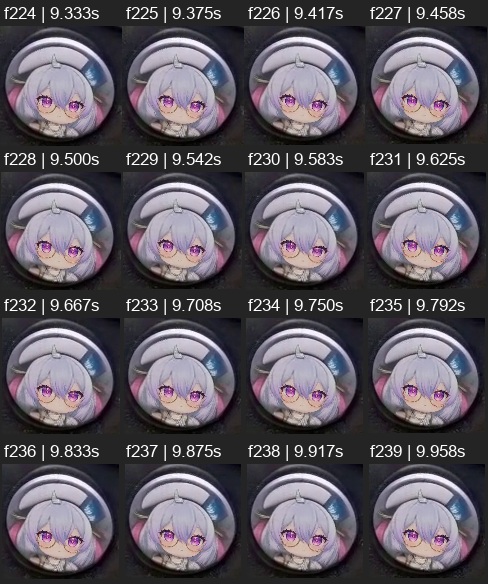 f224 | 9.333s f225 | 9.375s f226 | 9.417s f227 | 9.458s
f228 | 9.500s f229 | 9.542s f230 | 9.583s f231 | 9.625s
f232 | 9.667s f233 | 9.708s f234 | 9.750s f235 | 9.792s
f236 | 9.833s f237 | 9.875s f238 | 9.917s f239 | 9.958s